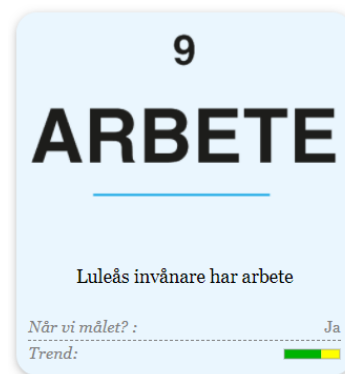 9
ARBETE
Luleås invånare har arbete
Når vi målet? : Ja
Trend: